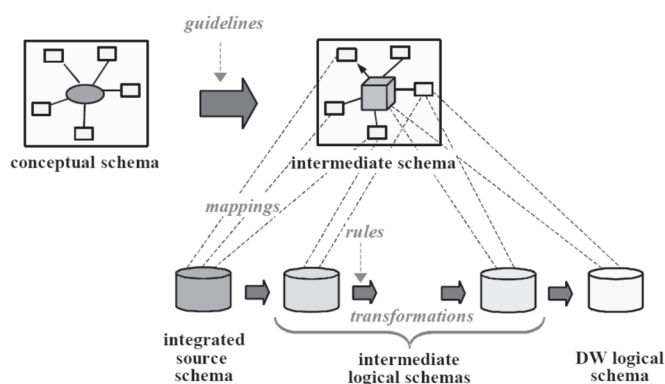 guidelines
conceptual schema
intermediate schema
mappings
rules
transformations
integrated
source
schema
intermediate
logical schemas
DW logical
schema